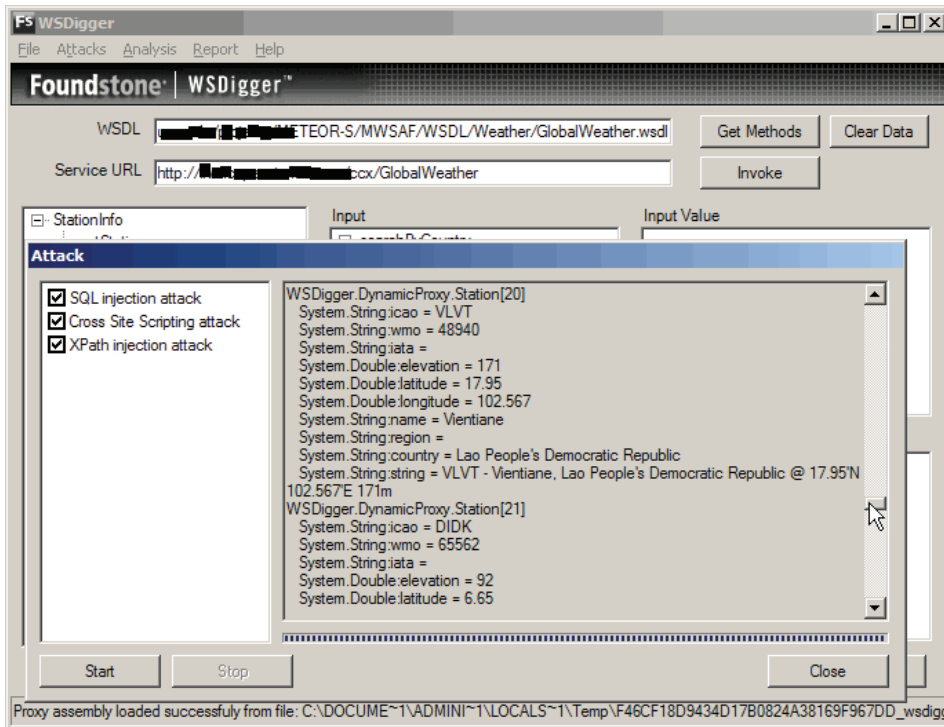 WSDigger
File Attacks Analysis Report Help
Foundstone | WSDigger™
WSDL
/METEOR-S/MWSAF/WSDL/Weather/GlobalWeather.wsdl
Get Methods
Clear Data
Service URL
http://
ccx/GlobalWeather
Invoke
StationInfo
Input
Input Value
searchByCountry
Attack
SQL injection attack
Cross Site Scripting attack
XPath injection attack
WSDigger.DynamicProxy.Station[20]
System.String:icao = VLVT
System.String:wmo = 48940
System.String:iata =
System.Double:elevation = 171
System.Double:latitude = 17.95
System.Double:longitude = 102.567
System.String:name = Vientiane
System.String:region =
System.String:country = Lao People's Democratic Republic
System.String:string = VLVT - Vientiane, Lao People's Democratic Republic @ 17.95'N
102.567'E 171m
WSDigger.DynamicProxy.Station[21]
System.String:icao = DIDK
System.String:wmo = 65562
System.String:iata =
System.Double:elevation = 92
System.Double:latitude = 6.65
Start
Stop
Close
Proxy assembly loaded successfuly from file: C:\DOCUME~1\ADMINI~1\LOCALS~1\Temp\F46CF18D9434D17B0824A38169F967DD_wsdigg